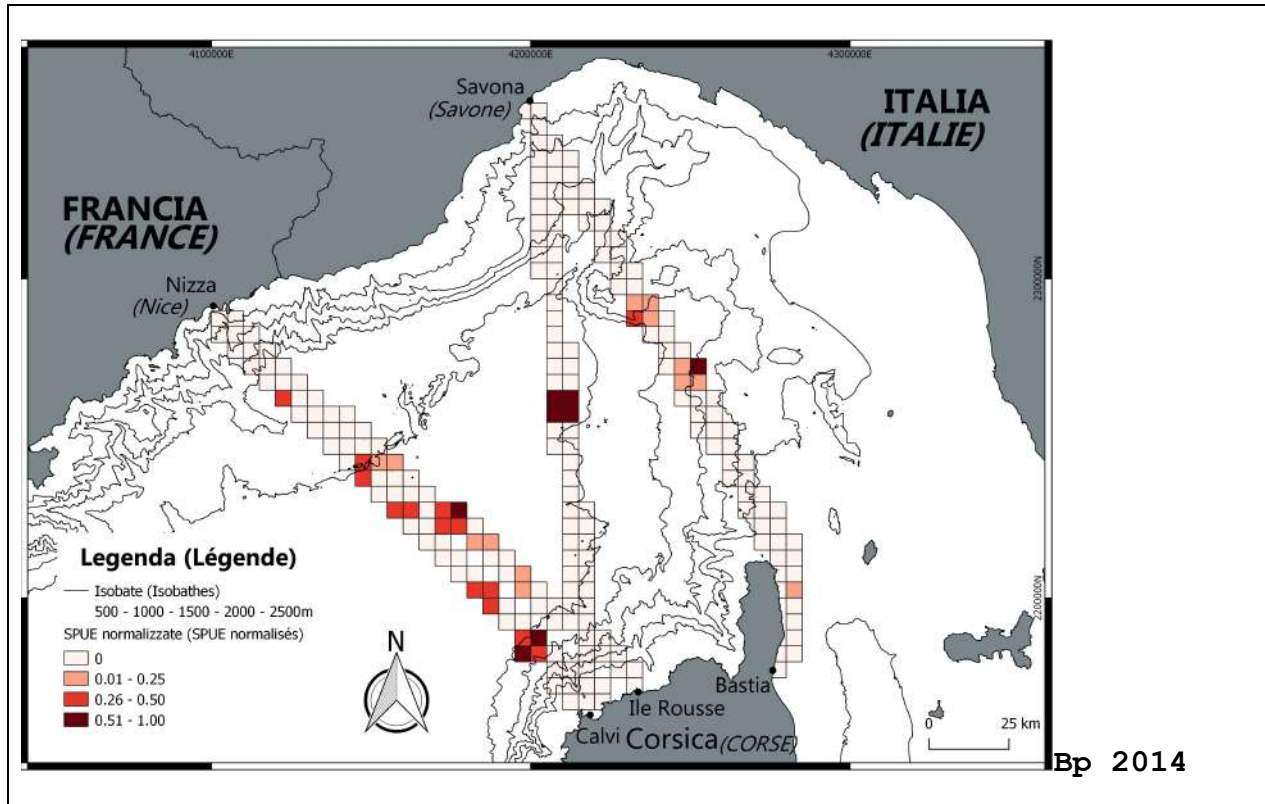 4100000E
4200000E
4300000E
Savona
(Savone)
ITALIA
(ITALIE)
FRANCIA
(FRANCE)
Nizza
(Nice)
2300000N
2200000N
Legenda (Légende)
Isobate (Isobathes)
500 - 1000 - 1500 - 2000 - 2500m
SPUE normalizzate (SPUE normalisés)
0
0.01 - 0.25
0.26 - 0.50
0.51 - 1.00
N
Bastia
Ile Rousse
Calvi Corsica(CORSE)
0 25 km
Bp 2014